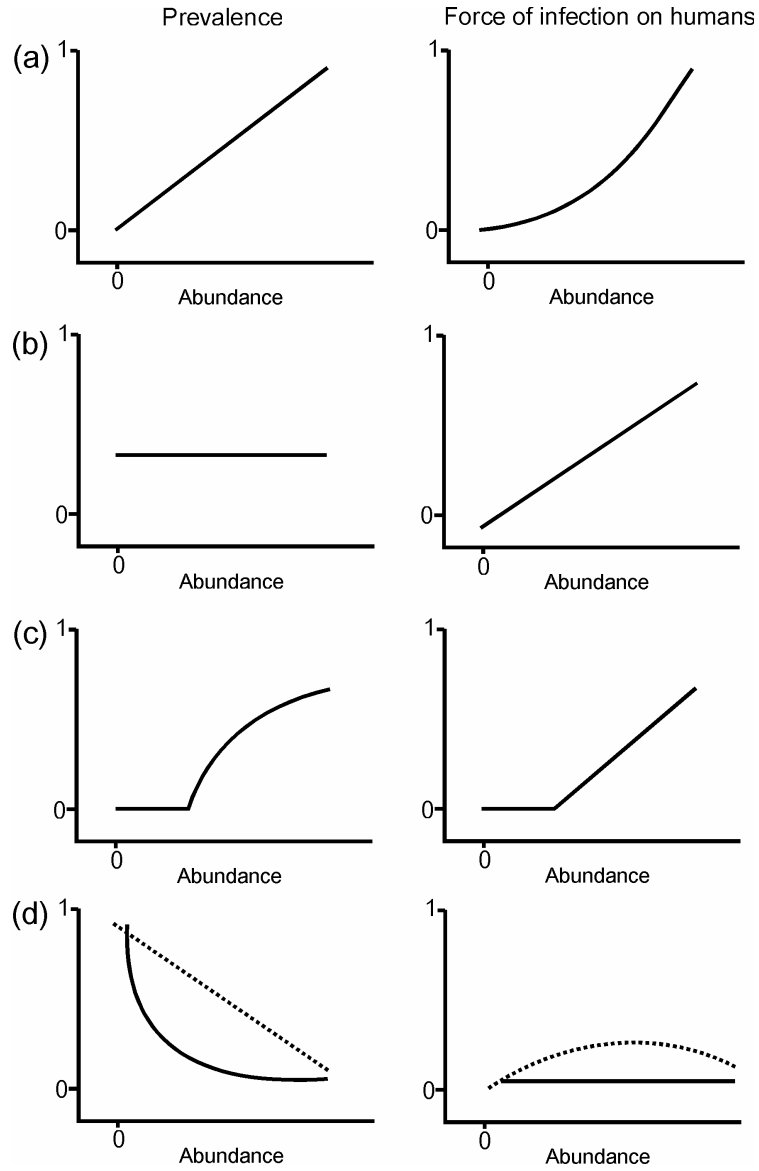 Prevalence Force of infection on humans
(a) 1 1
0 0
0 0
Abundance Abundance
(b) 1 1
0 0
0 0
Abundance Abundance
(c) 1 1
0 0
0 0
Abundance Abundance
(d) 1 1
0 0
0 0
Abundance Abundance